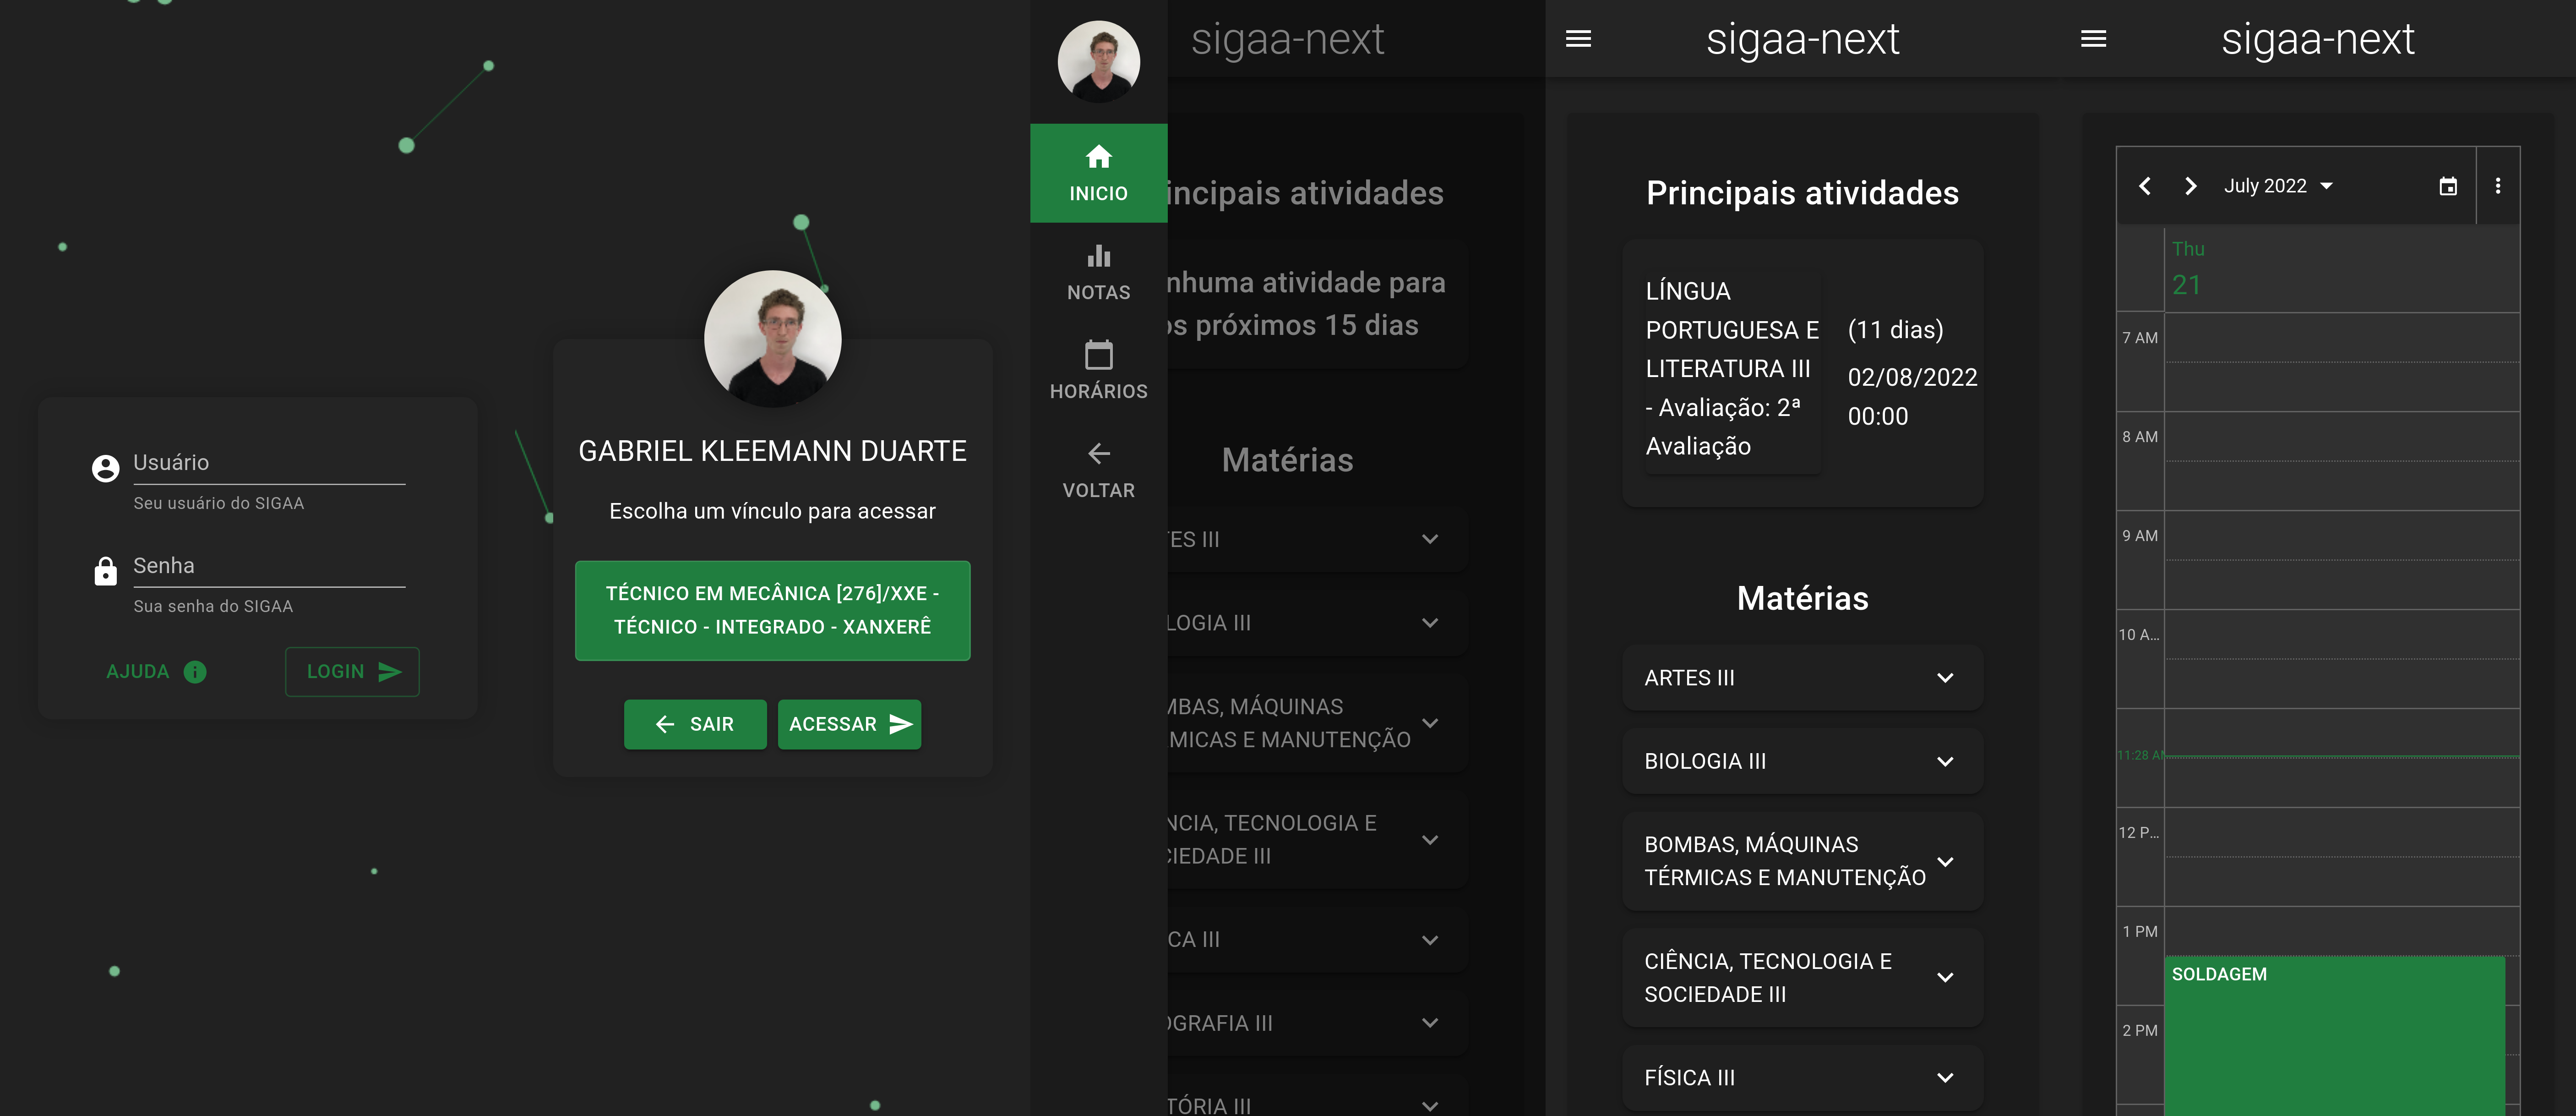 Usuário
Seu usuário do SIGAA
Senha
Sua senha do SIGAA
AJUDA
LOGIN
GABRIEL KLEEMANN DUARTE
Escolha um vínculo para acessar
TÉCNICO EM MECÂNICA [276]/XXE -
TÉCNICO - INTEGRADO - XANXERÊ
SAIR
ACESSAR
INICIO
NOTAS
HORÁRIOS
VOLTAR
sigaa-next
incipais atividades
nhuma atividade para
os próximos 15 dias
Matérias
TES III
LOGIA III
MBAS, MÁQUINAS
MICAS E MANUTENÇÃO
NCIA, TECNOLOGIA E
CIEDADE III
ICA III
OGRAFIA III
TÓRIA III
sigaa-next
Principais atividades
LÍNGUA
PORTUGUESA E
LITERATURA III
- Avaliação: 2ª
Avaliação
(11 dias)
02/08/2022
00:00
Matérias
ARTES III
BIOLOGIA III
BOMBAS, MÁQUINAS
TÉRMICAS E MANUTENÇÃO
CIÊNCIA, TECNOLOGIA E
SOCIEDADE III
FÍSICA III
sigaa-next
July 2022
Thu
21
7 AM
8 AM
9 AM
10 A...
11:28 AM
12 P...
1 PM
SOLDAGEM
2 PM